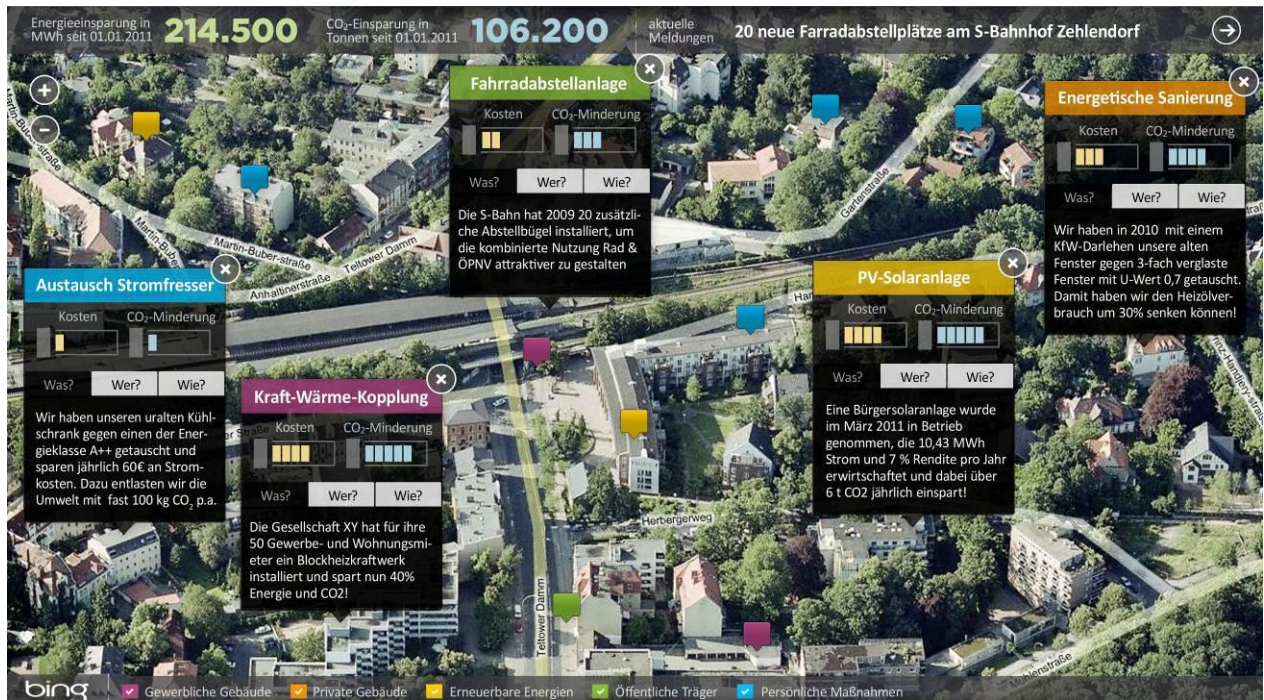 Energieeinsparung in
MWh seit 01.01.2011
214.500
CO₂-Einsparung in
Tonnen seit 01.01.2011
106.200
aktuelle
Meldungen
20 neue Farradabstellplätze am S-Bahnhof Zehlendorf
Fahrradabstellanlage
Kosten
CO₂-Minderung
Was?
Wer?
Wie?
Die S-Bahn hat 2009 20 zusätzli-
che Abstellbügel installiert, um
die kombinierte Nutzung Rad &
ÖPNV attraktiver zu gestalten
Energetische Sanierung
Kosten
CO₂-Minderung
Was?
Wer?
Wie?
Wir haben in 2010 mit einem
KfW-Darlehen unsere alten
Fenster gegen 3-fach verglaste
Fenster mit U-Wert 0,7 getauscht.
Damit haben wir den Heizölver-
brauch um 30% senken können!
Austausch Stromfresser
Kosten
CO₂-Minderung
Was?
Wer?
Wie?
Wir haben unseren uralten Kühl-
schrank gegen einen der Ener-
gieklasse A++ getauscht und
sparen jährlich 60€ an Strom-
kosten. Dazu entlasten wir die
Umwelt mit fast 100 kg CO₂ p.a.
PV-Solaranlage
Kosten
CO₂-Minderung
Was?
Wer?
Wie?
Eine Bürgersolaranlage wurde
im März 2011 in Betrieb
genommen, die 10,43 MWh
Strom und 7 % Rendite pro Jahr
erwirtschaftet und dabei über
6 t CO2 jährlich einspart!
Kraft-Wärme-Kopplung
Kosten
CO₂-Minderung
Was?
Wer?
Wie?
Die Gesellschaft XY hat für ihre
50 Gewerbe- und Wohnungsmi-
eter ein Blockheizkraftwerk
installiert und spart nun 40%
Energie und CO2!
Martin-Buber-straße
Martin-Buber-straße
Martin-Buber
Anhaltinerstraße
Teltower Damm
Gartenstraße
Herbergerweg
Teltower Damm
bing
Gewerbliche Gebäude
Private Gebäude
Erneuerbare Energien
Öffentliche Träger
Persönliche Maßnahmen